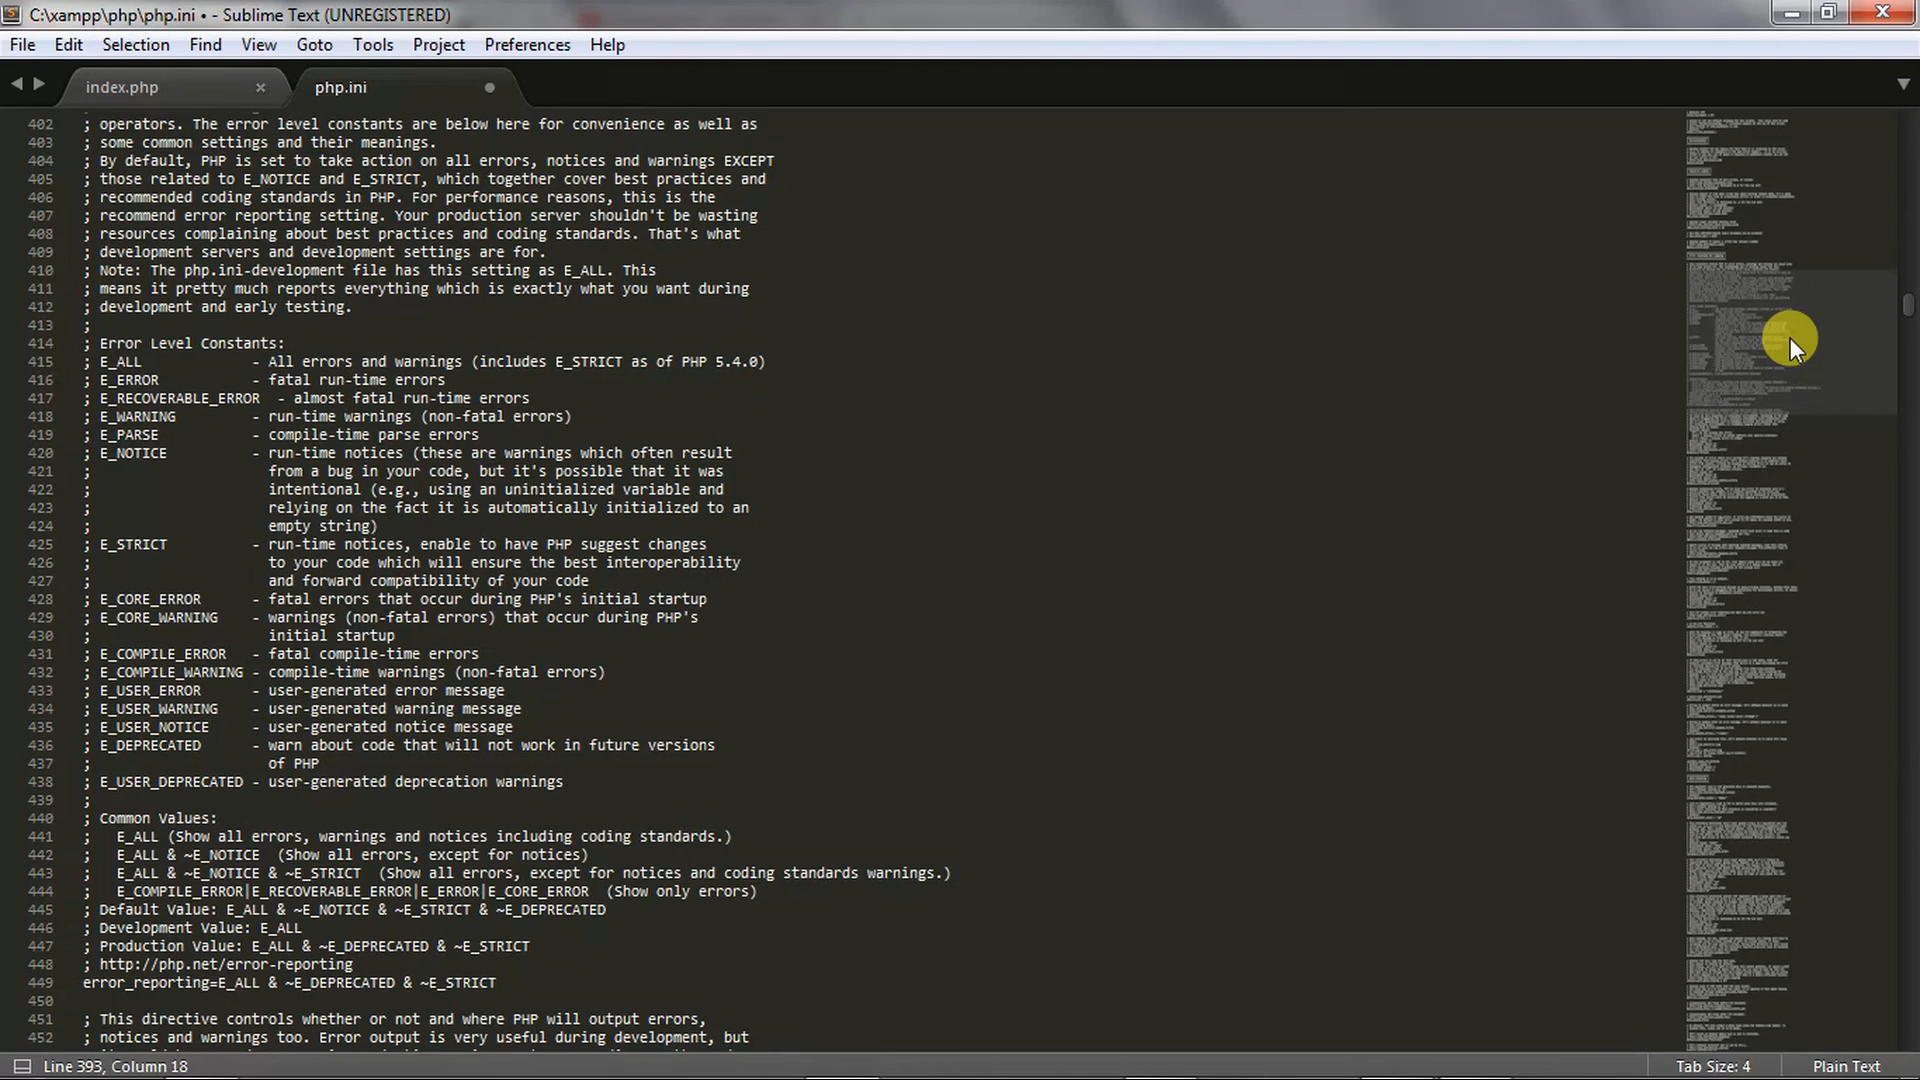 C:\xampp\php\php.ini • - Sublime Text (UNREGISTERED)
File Edit Selection Find View Goto Tools Project Preferences Help
index.php php.ini
402 ; operators. The error level constants are below here for convenience as well as
403 ; some common settings and their meanings.
404 ; By default, PHP is set to take action on all errors, notices and warnings EXCEPT
405 ; those related to E_NOTICE and E_STRICT, which together cover best practices and
406 ; recommended coding standards in PHP. For performance reasons, this is the
407 ; recommend error reporting setting. Your production server shouldn't be wasting
408 ; resources complaining about best practices and coding standards. That's what
409 ; development servers and development settings are for.
410 ; Note: The php.ini-development file has this setting as E_ALL. This
411 ; means it pretty much reports everything which is exactly what you want during
412 ; development and early testing.
413 ;
414 ; Error Level Constants:
415 ; E_ALL - All errors and warnings (includes E_STRICT as of PHP 5.4.0)
416 ; E_ERROR - fatal run-time errors
417 ; E_RECOVERABLE_ERROR - almost fatal run-time errors
418 ; E_WARNING - run-time warnings (non-fatal errors)
419 ; E_PARSE - compile-time parse errors
420 ; E_NOTICE - run-time notices (these are warnings which often result
421 ; from a bug in your code, but it's possible that it was
422 ; intentional (e.g., using an uninitialized variable and
423 ; relying on the fact it is automatically initialized to an
424 ; empty string)
425 ; E_STRICT - run-time notices, enable to have PHP suggest changes
426 ; to your code which will ensure the best interoperability
427 ; and forward compatibility of your code
428 ; E_CORE_ERROR - fatal errors that occur during PHP's initial startup
429 ; E_CORE_WARNING - warnings (non-fatal errors) that occur during PHP's
430 ; initial startup
431 ; E_COMPILE_ERROR - fatal compile-time errors
432 ; E_COMPILE_WARNING - compile-time warnings (non-fatal errors)
433 ; E_USER_ERROR - user-generated error message
434 ; E_USER_WARNING - user-generated warning message
435 ; E_USER_NOTICE - user-generated notice message
436 ; E_DEPRECATED - warn about code that will not work in future versions
437 ; of PHP
438 ; E_USER_DEPRECATED - user-generated deprecation warnings
439 ;
440 ; Common Values:
441 ; E_ALL (Show all errors, warnings and notices including coding standards.)
442 ; E_ALL & ~E_NOTICE (Show all errors, except for notices)
443 ; E_ALL & ~E_NOTICE & ~E_STRICT (Show all errors, except for notices and coding standards warnings.)
444 ; E_COMPILE_ERROR|E_RECOVERABLE_ERROR|E_ERROR|E_CORE_ERROR (Show only errors)
445 ; Default Value: E_ALL & ~E_NOTICE & ~E_STRICT & ~E_DEPRECATED
446 ; Development Value: E_ALL
447 ; Production Value: E_ALL & ~E_DEPRECATED & ~E_STRICT
448 ; http://php.net/error-reporting
449 error_reporting=E_ALL & ~E_DEPRECATED & ~E_STRICT
450
451 ; This directive controls whether or not and where PHP will output errors,
452 ; notices and warnings too. Error output is very useful during development, but
Line 393, Column 18 Tab Size: 4 Plain Text